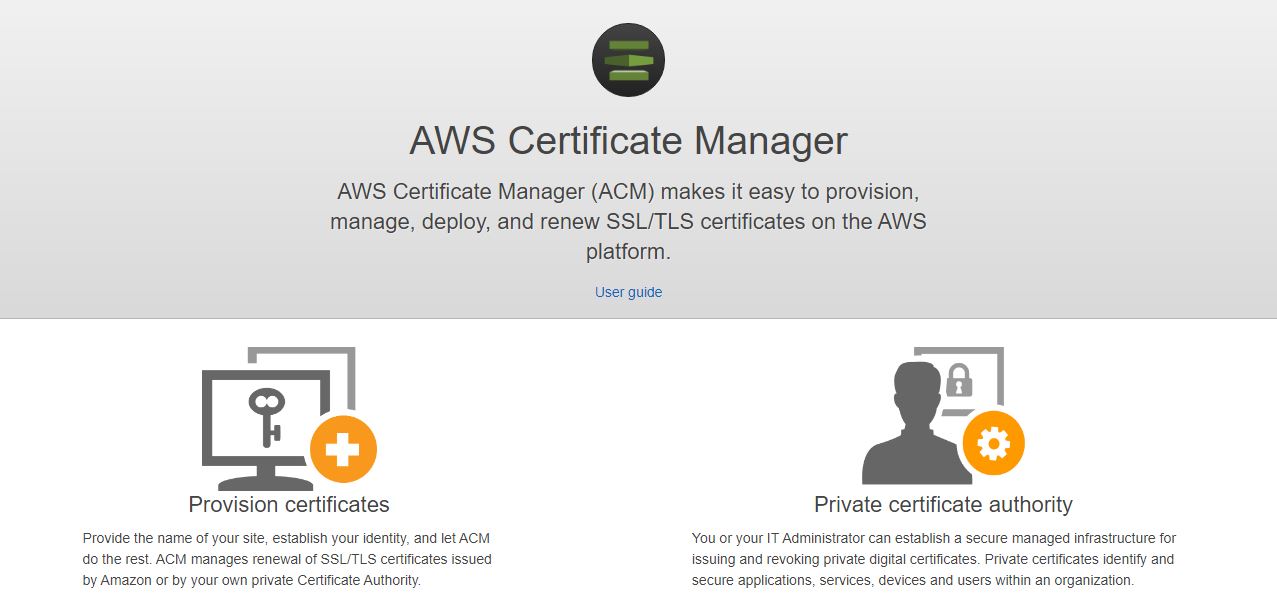 AWS Certificate Manager
AWS Certificate Manager (ACM) makes it easy to provision,
manage, deploy, and renew SSL/TLS certificates on the AWS
platform.
User guide
Provision certificates
Provide the name of your site, establish your identity, and let ACM
do the rest. ACM manages renewal of SSL/TLS certificates issued
by Amazon or by your own private Certificate Authority.
Private certificate authority
You or your IT Administrator can establish a secure managed infrastructure for
issuing and revoking private digital certificates. Private certificates identify and
secure applications, services, devices and users within an organization.